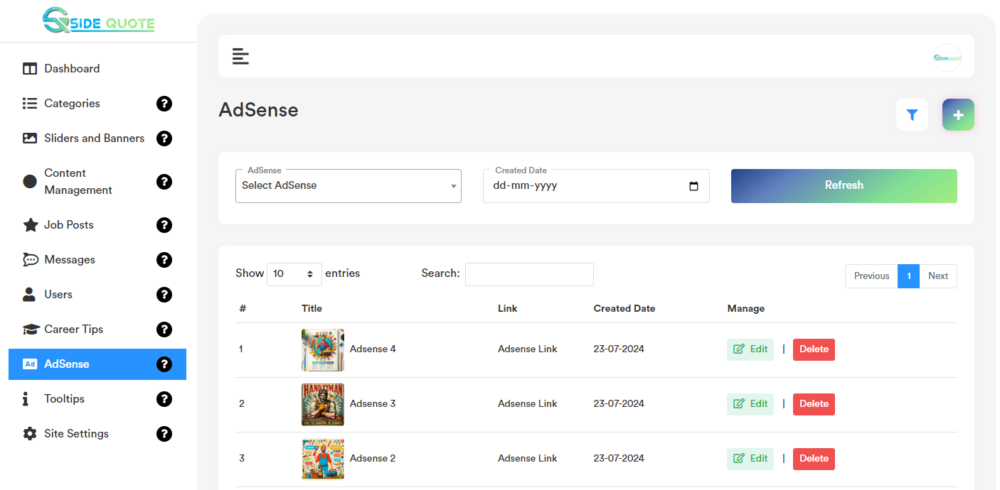 SIDE QUOTE
Dashboard
Categories
?
Sliders and Banners
?
Content
Management
?
Job Posts
?
Messages
?
Users
?
Career Tips
?
Ad AdSense
?
Tooltips
?
Site Settings
?
SIDE QUOTE
AdSense
AdSense
Select AdSense
Created Date
dd-mm-yyyy
Refresh
Show 10 entries
Search:
Previous 1 Next
# Title Link Created Date Manage
1 Adsense 4 Adsense Link 23-07-2024 Edit | Delete
HANDYMAN
2 Adsense 3 Adsense Link 23-07-2024 Edit | Delete
3 Adsense 2 Adsense Link 23-07-2024 Edit | Delete